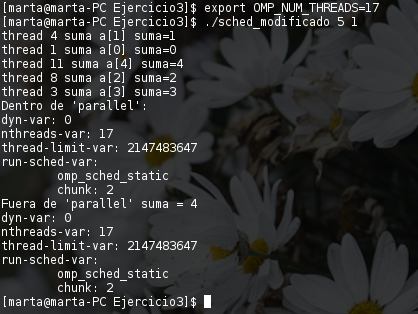 [marta@marta-PC Ejercicio3]$ export OMP_NUM_THREADS=17
[marta@marta-PC Ejercicio3]$ ./sched_modificado 5 1
thread 4 suma a[1] suma=1
thread 1 suma a[0] suma=0
thread 11 suma a[4] suma=4
thread 8 suma a[2] suma=2
thread 3 suma a[3] suma=3
Dentro de 'parallel':
dyn-var: 0
nthreads-var: 17
thread-limit-var: 2147483647
run-sched-var:
omp_sched_static
chunk: 2
Fuera de 'parallel' suma = 4
dyn-var: 0
nthreads-var: 17
thread-limit-var: 2147483647
run-sched-var:
omp_sched_static
chunk: 2
[marta@marta-PC Ejercicio3]$